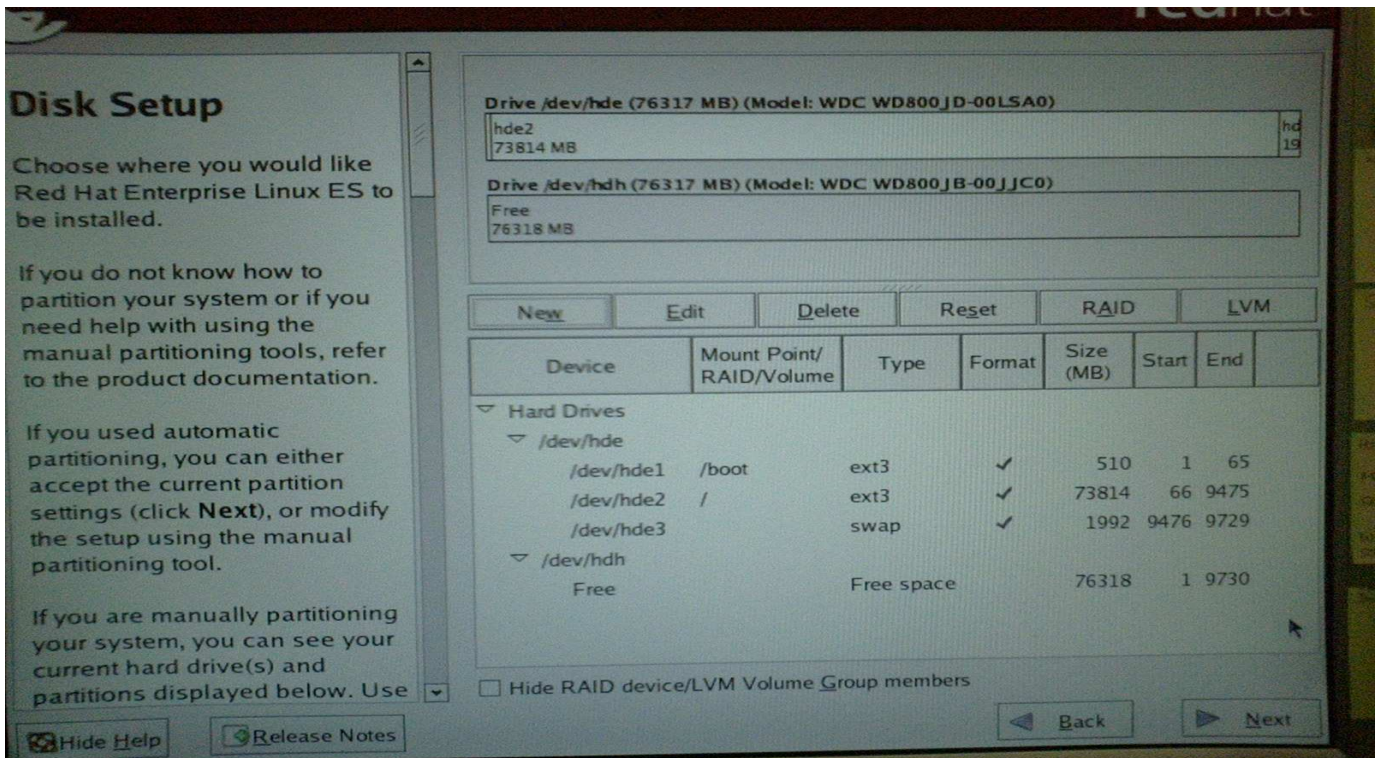 redhat
Disk Setup
Choose where you would like
Red Hat Enterprise Linux ES to
be installed.
If you do not know how to
partition your system or if you
need help with using the
manual partitioning tools, refer
to the product documentation.
If you used automatic
partitioning, you can either
accept the current partition
settings (click Next), or modify
the setup using the manual
partitioning tool.
If you are manually partitioning
your system, you can see your
current hard drive(s) and
partitions displayed below. Use
Hide Help
Release Notes
Drive /dev/hde (76317 MB) (Model: WDC WD800JD-00LSA0)
hde2
73814 MB
hd
19
Drive /dev/hdh (76317 MB) (Model: WDC WD800JB-00JJC0)
Free
76318 MB
New Edit Delete Reset RAID LVM
Device Mount Point/ RAID/Volume Type Format Size (MB) Start End
Hard Drives
/dev/hde
/dev/hde1 /boot ext3 ✓ 510 1 65
/dev/hde2 / ext3 ✓ 73814 66 9475
/dev/hde3 swap ✓ 1992 9476 9729
/dev/hdh
Free Free space 76318 1 9730
Hide RAID device/LVM Volume Group members
Back Next